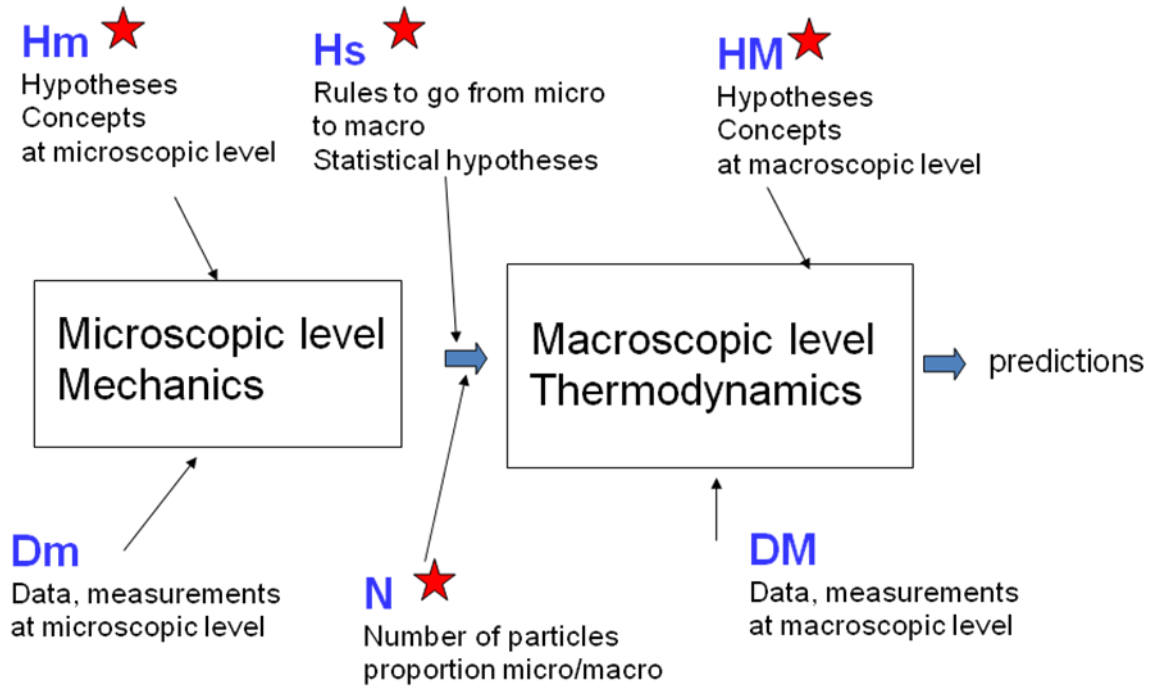 Hm
Hypotheses
Concepts
at microscopic level
Hs
Rules to go from micro
to macro
Statistical hypotheses
HM
Hypotheses
Concepts
at macroscopic level
Microscopic level
Mechanics
Macroscopic level
Thermodynamics
predictions
Dm
Data, measurements
at microscopic level
N
Number of particles
proportion micro/macro
DM
Data, measurements
at macroscopic level